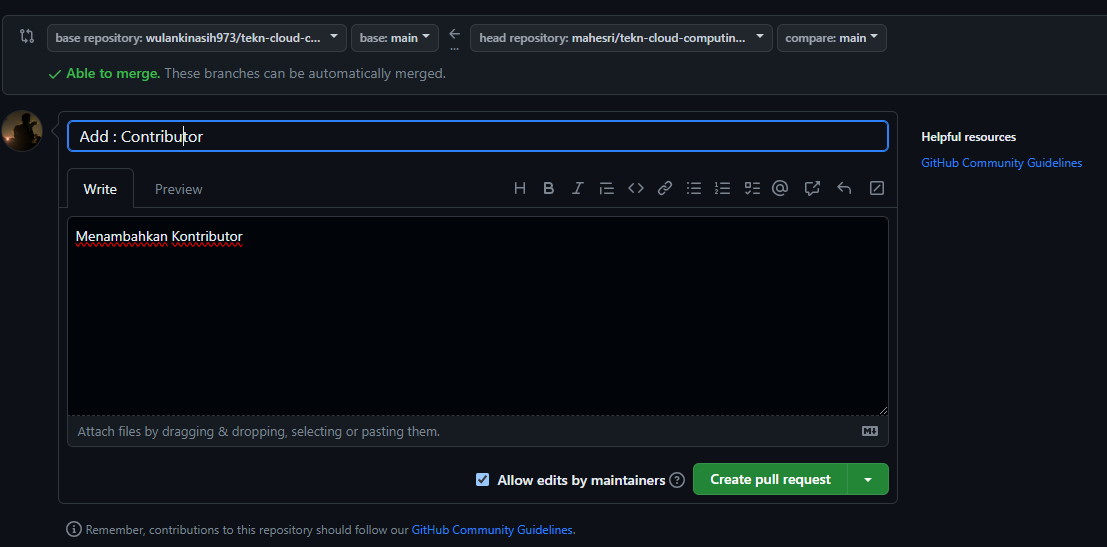 base repository: wulankinasih973/tekn-cloud-c... base: main ... head repository: mahesri/tekn-cloud-computin... compare: main
Able to merge. These branches can be automatically merged.
Add : Contributor
Helpful resources
GitHub Community Guidelines
Write Preview
Menambahkan Kontributor
Attach files by dragging & dropping, selecting or pasting them.
Allow edits by maintainers ? Create pull request
Remember, contributions to this repository should follow our GitHub Community Guidelines.